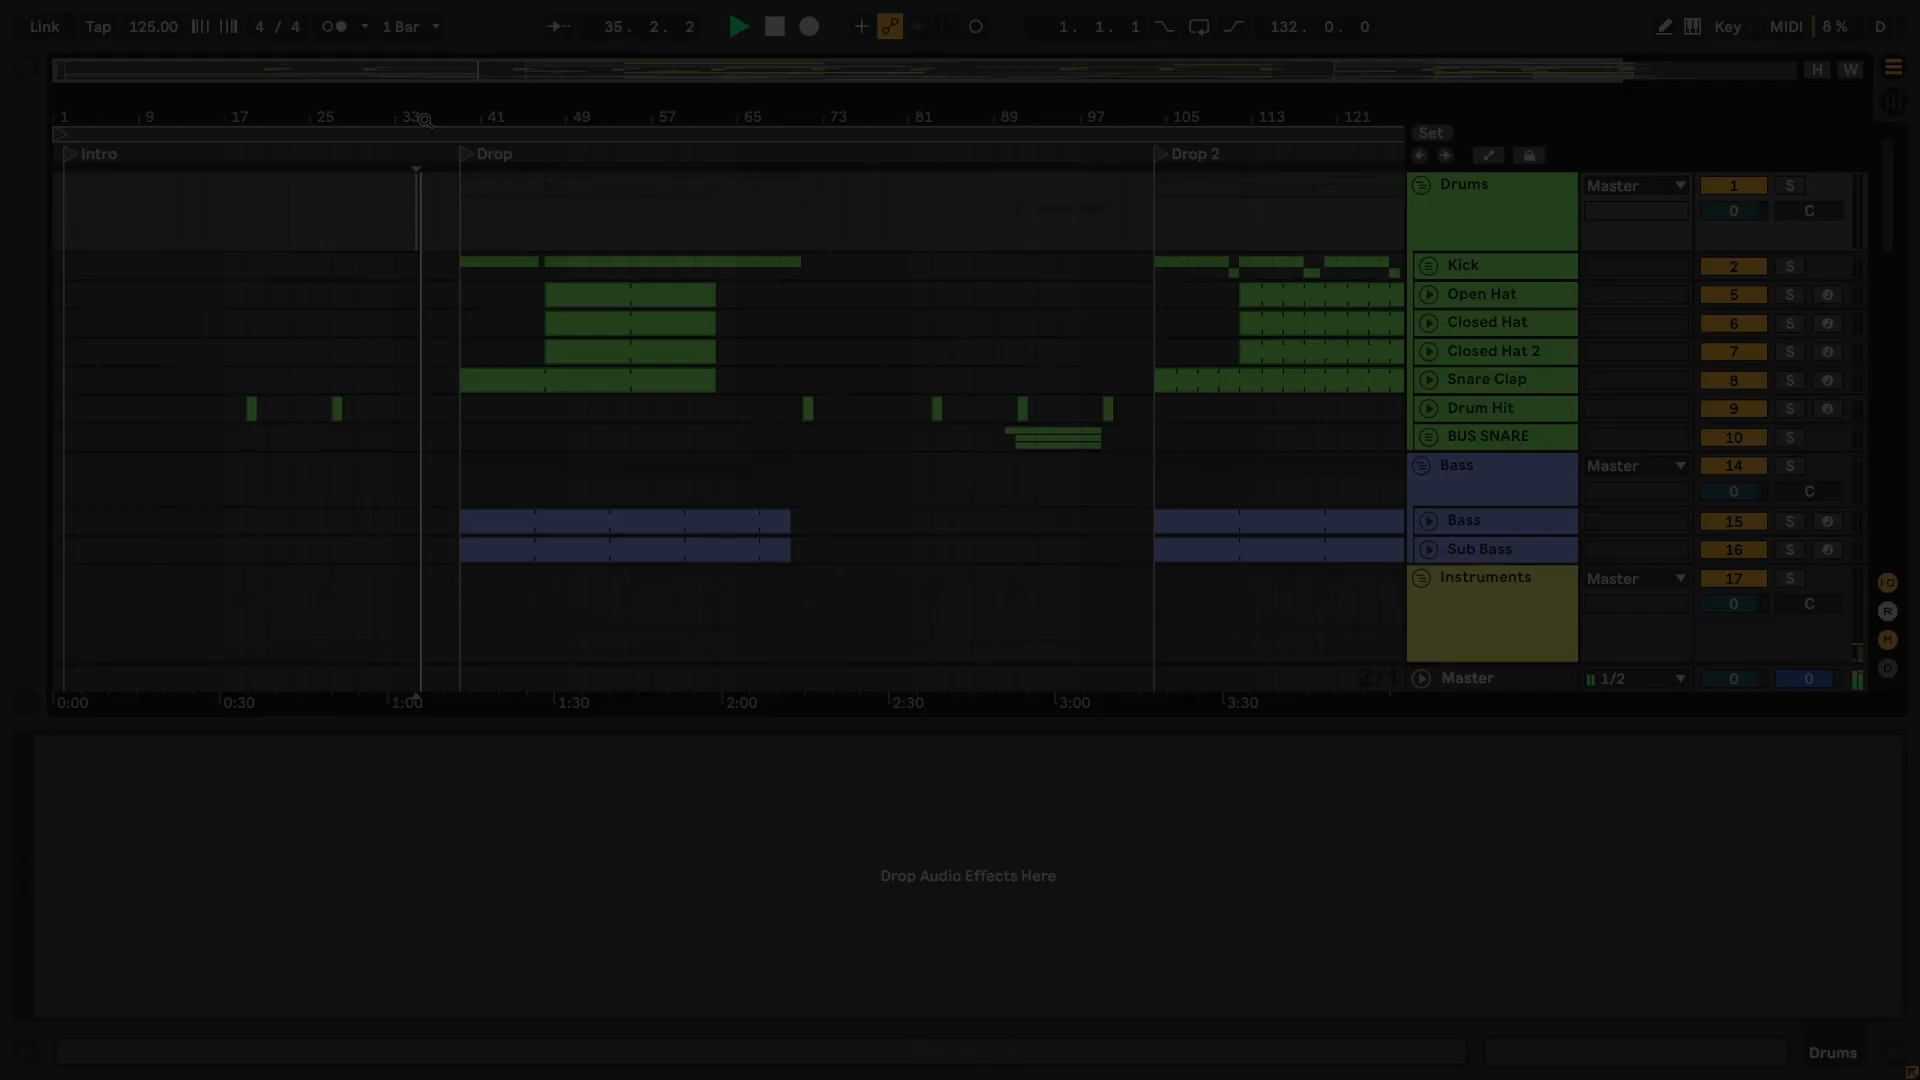 Link Tap 125.00 4 / 4 1 Bar 35. 2. 2 1. 1. 1 132. 0. 0 Key MIDI 8 % D
H W
1 9 17 25 33 41 49 57 65 73 81 89 97 105 113 121
Set
Intro Drop Drop 2
Drums Master 1 S
0 C
Kick 2 S
Open Hat 5 S
Closed Hat 6 S
Closed Hat 2 7 S
Snare Clap 8 S
Drum Hit 9 S
BUS SNARE 10 S
Bass Master 14 S
0 C
Bass 15 S
Sub Bass 16 S
Instruments Master 17 S
0 C
I·O
R
M
D
2/1
Master 1/2 0 0
0:00 0:30 1:00 1:30 2:00 2:30 3:00 3:30
Drop Audio Effects Here
Drums